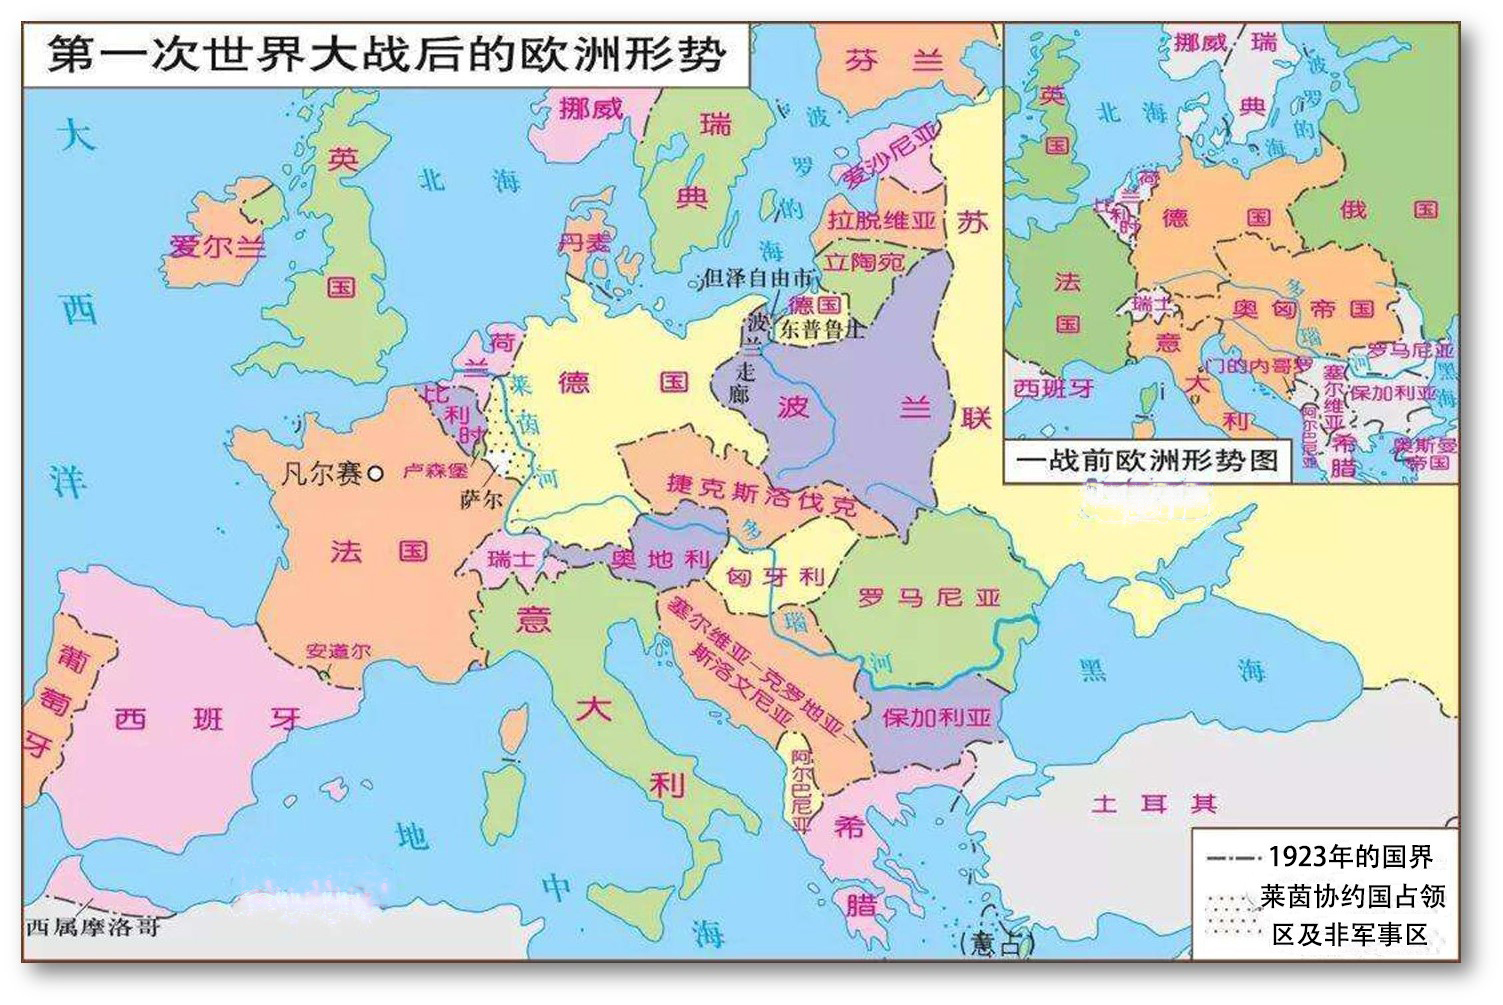 第一次世界大战后的欧洲形势
大西洋
挪威
瑞典
芬兰
波罗的海
爱沙尼亚
拉脱维亚
立陶宛
苏联
英国
北海
爱尔兰
丹麦
但泽自由市
德国
东普鲁士
波兰走廊
荷兰
比利时
莱茵河
德国
波兰
凡尔赛
卢森堡
萨尔
捷克斯洛伐克
法国
瑞士
奥地利
多瑙河
匈牙利
罗马尼亚
意大利
塞尔维亚—克罗地亚—
斯洛文尼亚
安道尔
葡萄牙
西班牙
保加利亚
黑海
阿尔巴尼亚
希腊
土耳其
地中海
西属摩洛哥
(意占)
挪威
瑞典
波罗的海
英国
北海
荷兰
比利时
德国
俄国
法国
瑞士
奥匈帝国
多瑙河
意大利
门的内哥罗
罗马尼亚
塞尔维亚
保加利亚
黑海
西班牙
阿尔巴尼亚
希腊
奥斯曼
帝国
一战前欧洲形势图
1923年的国界
莱茵协约国占领
区及非军事区